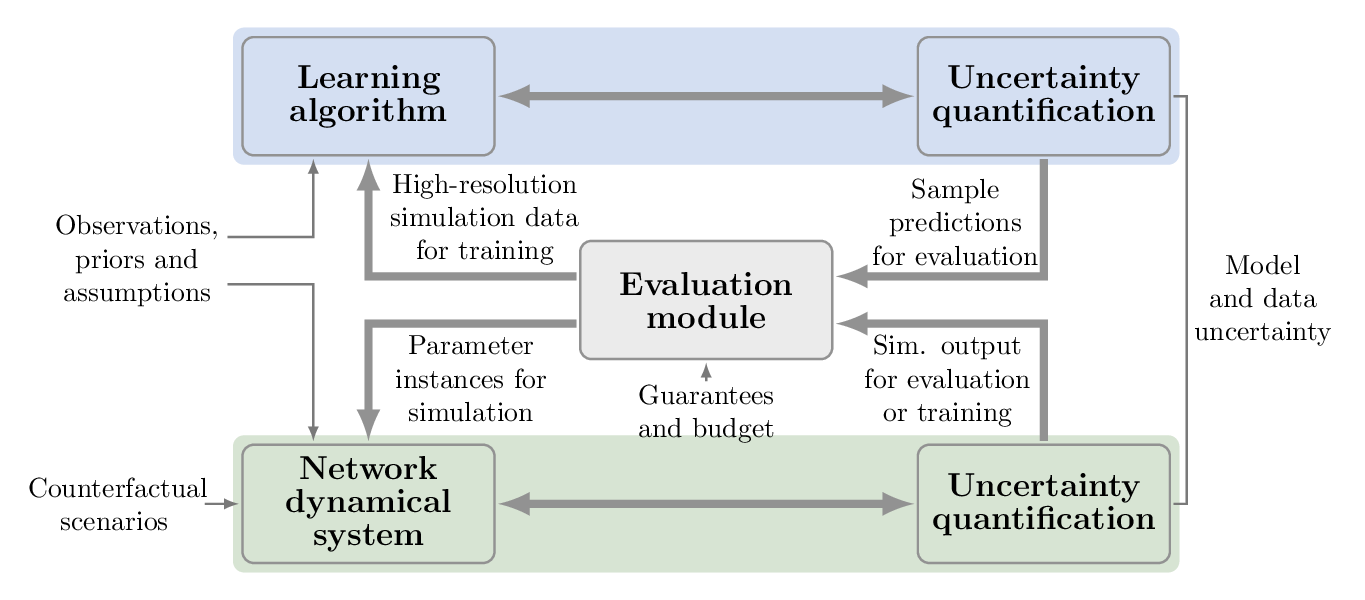 Learning
algorithm
Uncertainty
quantification
High-resolution
simulation data
for training
Sample
predictions
for evaluation
Observations,
priors and
assumptions
Evaluation
module
Model
and data
uncertainty
Parameter
instances for
simulation
Guarantees
and budget
Sim. output
for evaluation
or training
Counterfactual
scenarios
Network
dynamical
system
Uncertainty
quantification